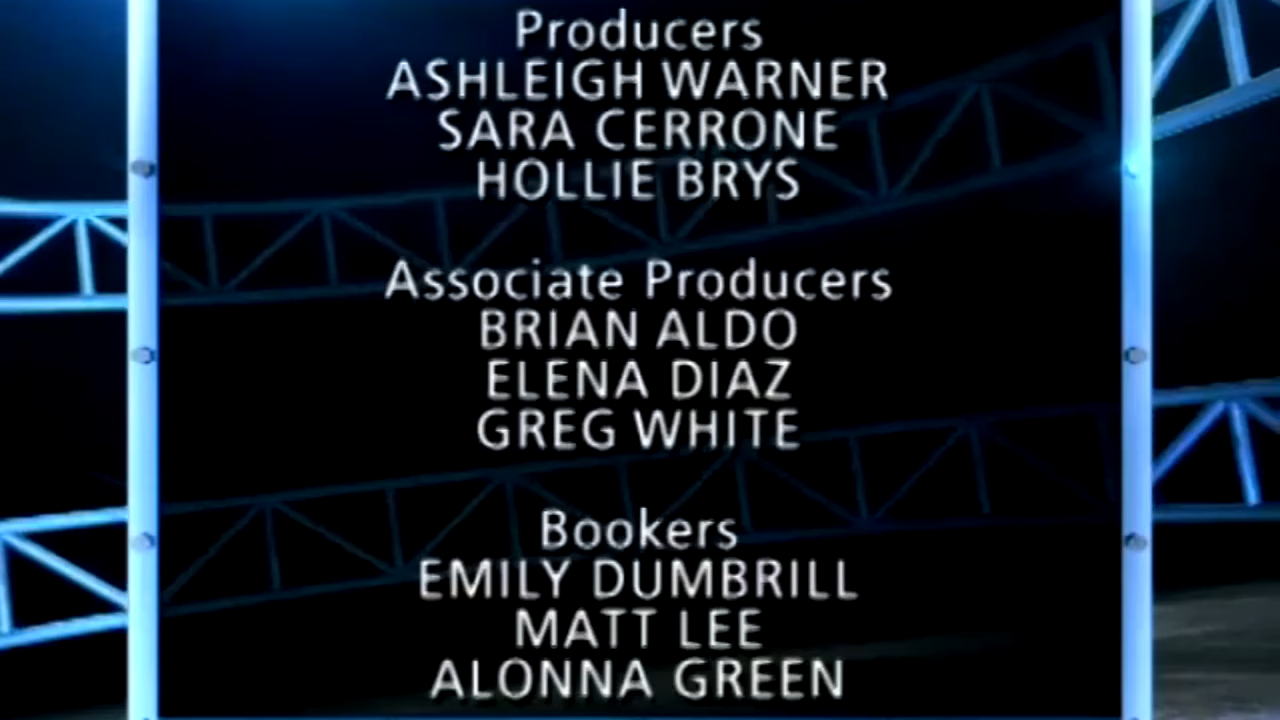 Producers
ASHLEIGH WARNER
SARA CERRONE
HOLLIE BRYS
Associate Producers
BRIAN ALDO
ELENA DIAZ
GREG WHITE
Bookers
EMILY DUMBRILL
MATT LEE
ALONNA GREEN